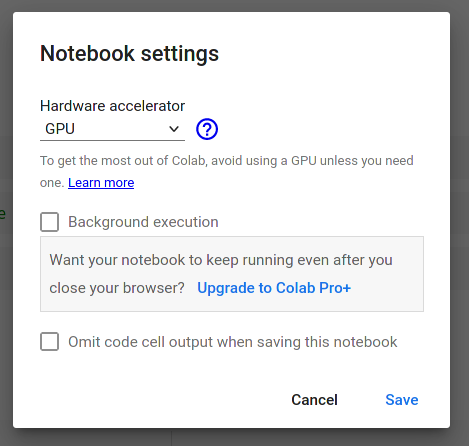 Notebook settings
Hardware accelerator
GPU
?
To get the most out of Colab, avoid using a GPU unless you need
one. Learn more
Background execution
Want your notebook to keep running even after you
close your browser? Upgrade to Colab Pro+
Omit code cell output when saving this notebook
Cancel Save